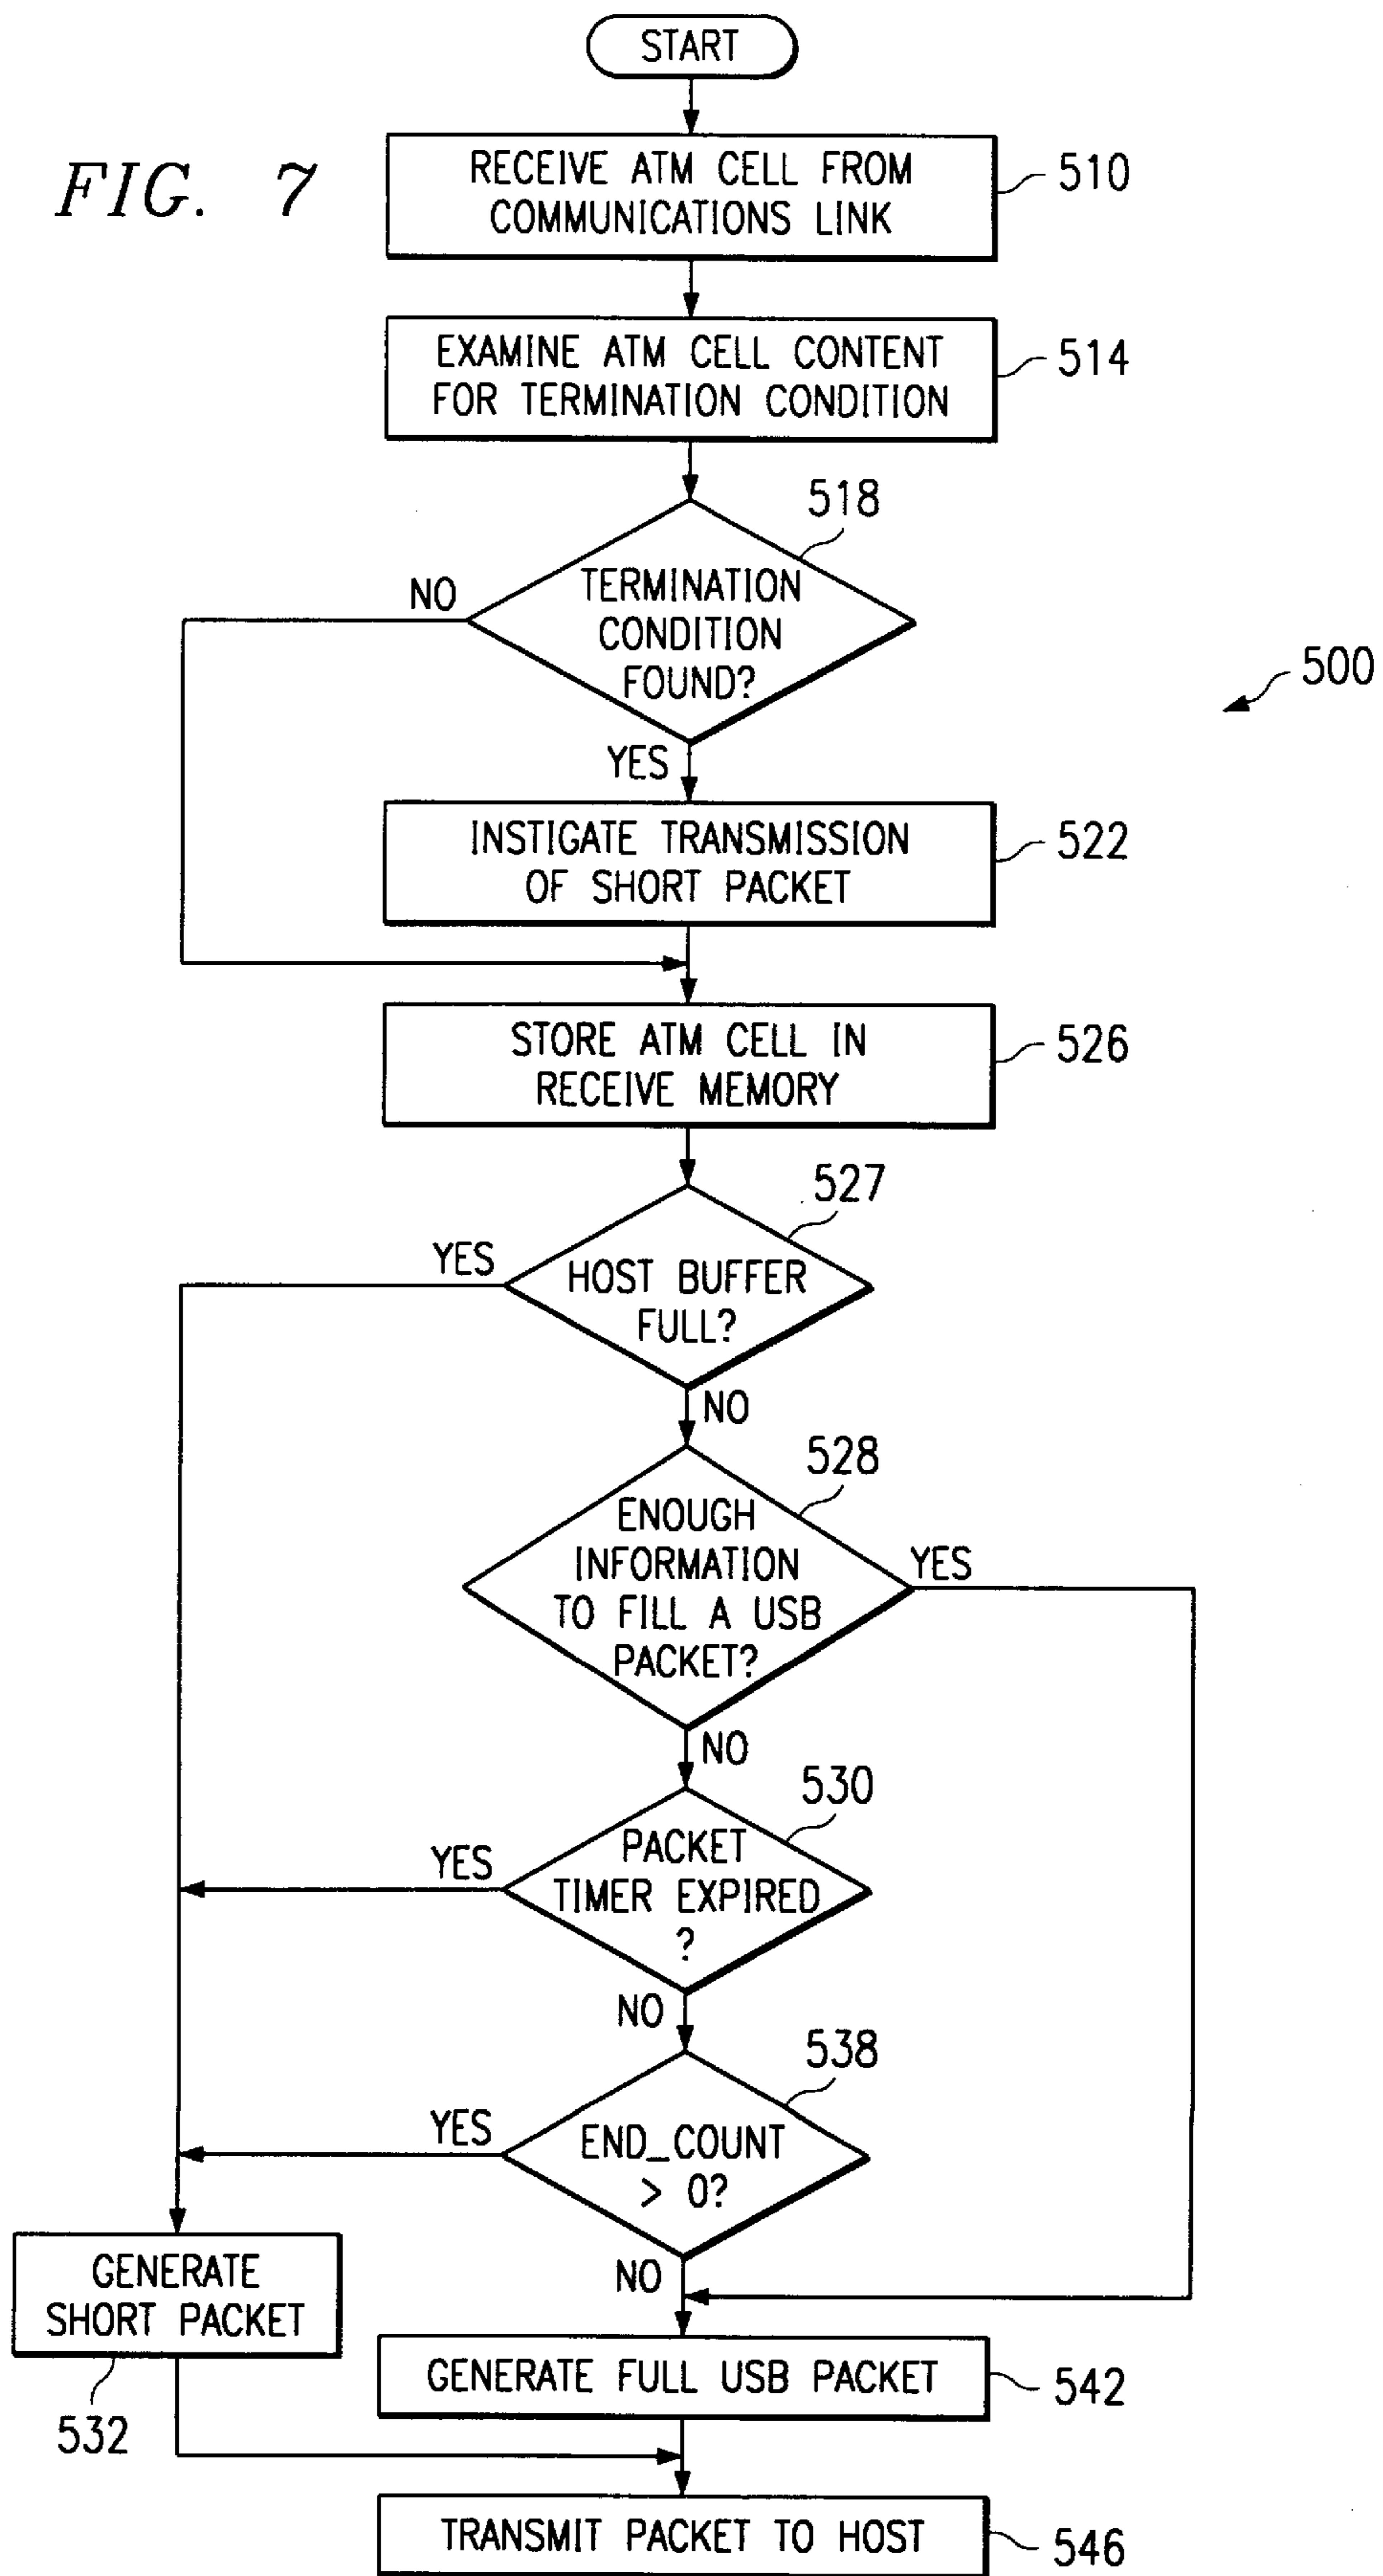 START
FIG. 7
RECEIVE ATM CELL FROM
COMMUNICATIONS LINK
510
EXAMINE ATM CELL CONTENT
FOR TERMINATION CONDITION
514
518
NO
TERMINATION
CONDITION
FOUND?
500
YES
INSTIGATE TRANSMISSION
OF SHORT PACKET
522
STORE ATM CELL IN
RECEIVE MEMORY
526
527
YES
HOST BUFFER
FULL?
NO
528
ENOUGH
INFORMATION
TO FILL A USB
PACKET?
YES
NO
530
YES
PACKET
TIMER EXPIRED
?
NO
538
YES
END_COUNT
> 0?
NO
GENERATE
SHORT PACKET
532
GENERATE FULL USB PACKET
542
TRANSMIT PACKET TO HOST
546